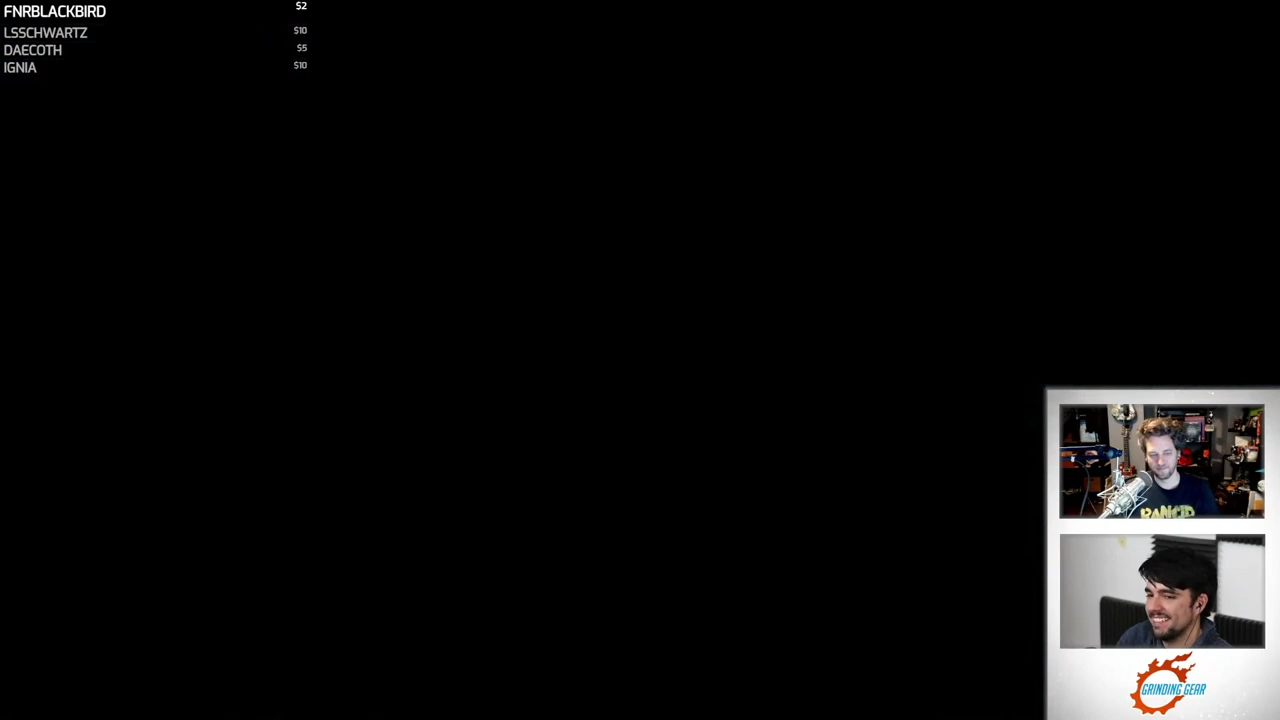 FNRBLACKBIRD $2
LSSCHWARTZ $10
DAECOTH $5
IGNIA $10
RANCID
GRINDING GEAR